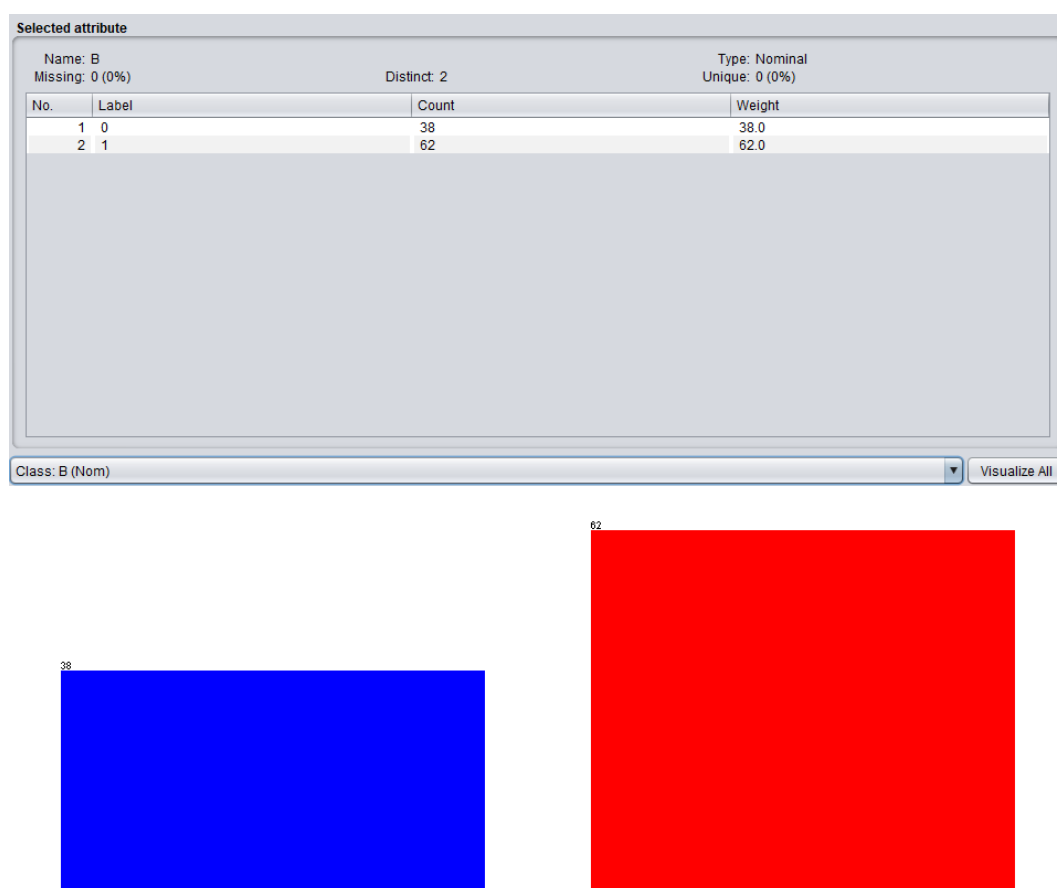 Selected attribute
Name: B Type: Nominal
Missing: 0 (0%) Distinct: 2 Unique: 0 (0%)
No. Label Count Weight
1 0 38 38.0
2 1 62 62.0
Class: B (Nom) Visualize All
62
38